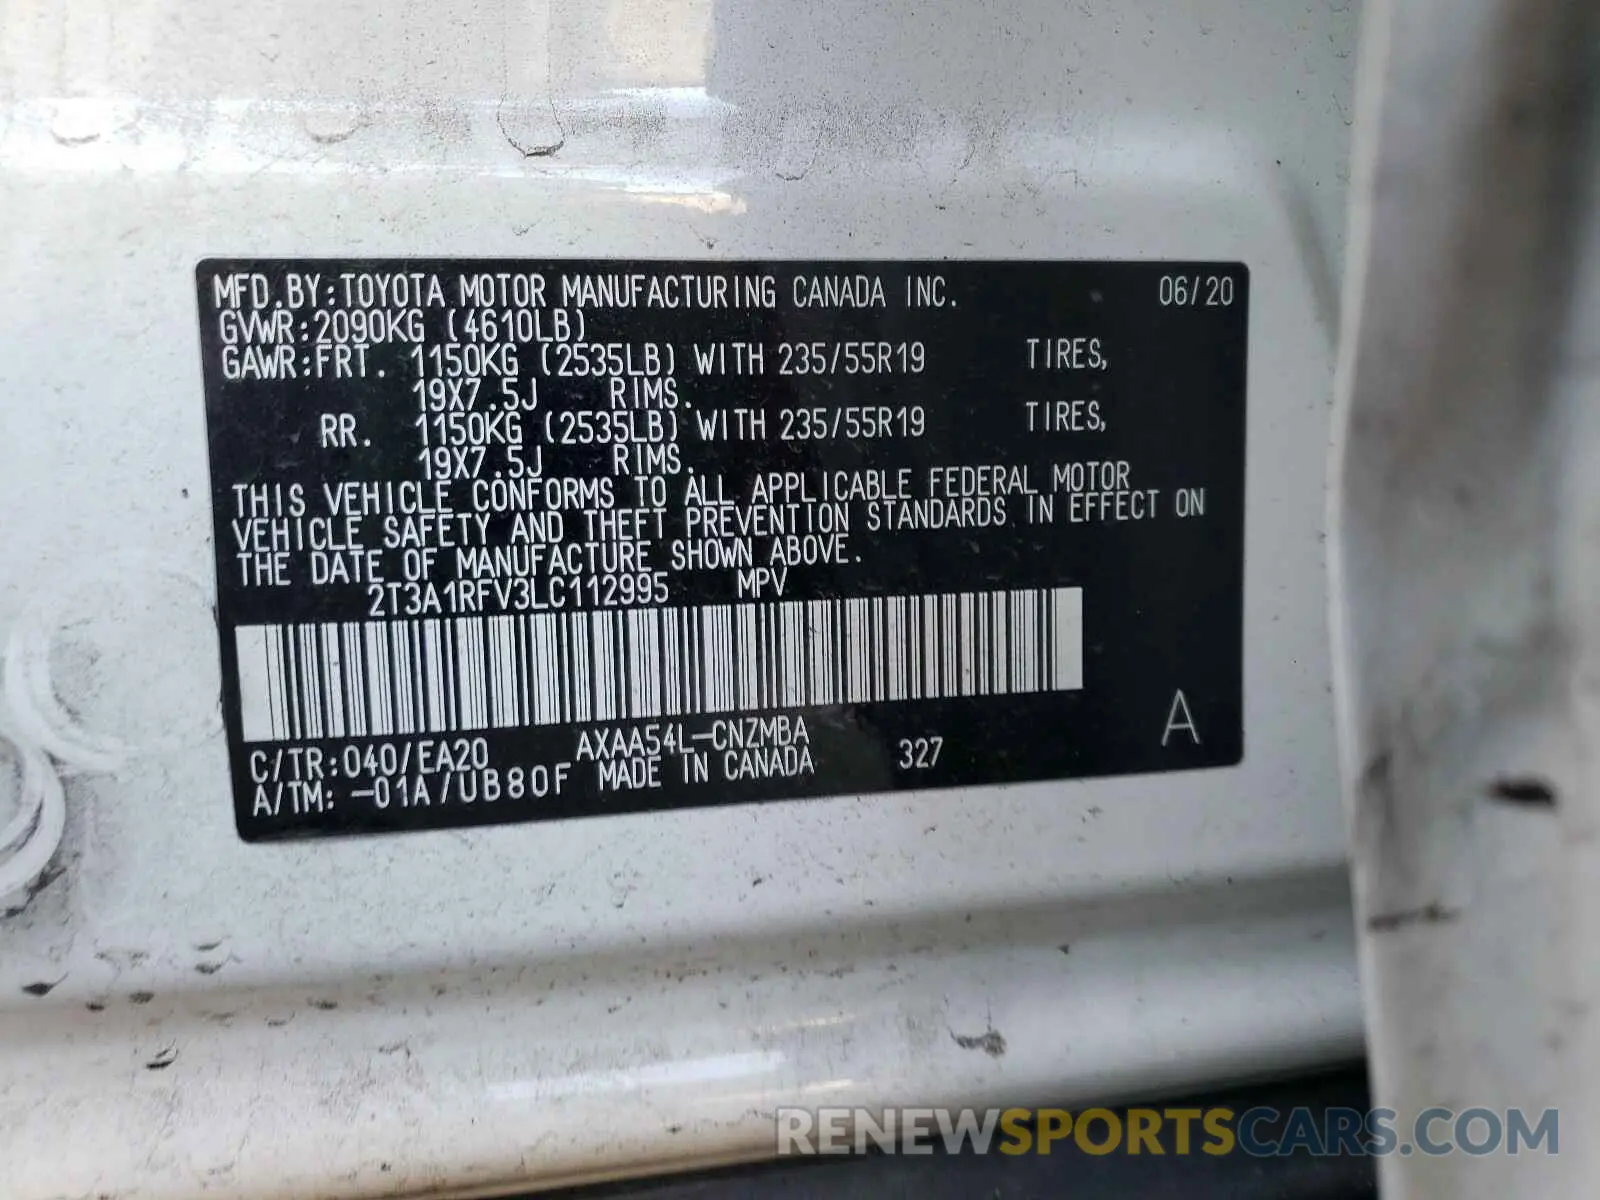 MFD.BY:TOYOTA MOTOR MANUFACTURING CANADA INC. 06/20
GVWR:2090KG (4610LB)
GAWR:FRT. 1150KG (2535LB) WITH 235/55R19 TIRES,
19X7.5J RIMS.
RR. 1150KG (2535LB) WITH 235/55R19 TIRES,
19X7.5J RIMS.
THIS VEHICLE CONFORMS TO ALL APPLICABLE FEDERAL MOTOR
VEHICLE SAFETY AND THEFT PREVENTION STANDARDS IN EFFECT ON
THE DATE OF MANUFACTURE SHOWN ABOVE.
2T3A1RFV3LC112995 MPV
C/TR:040/EA20 AXAA54L-CNZMBA 327 A
A/TM:-01A/UB80F MADE IN CANADA
RENEWSPORTSCARS.COM